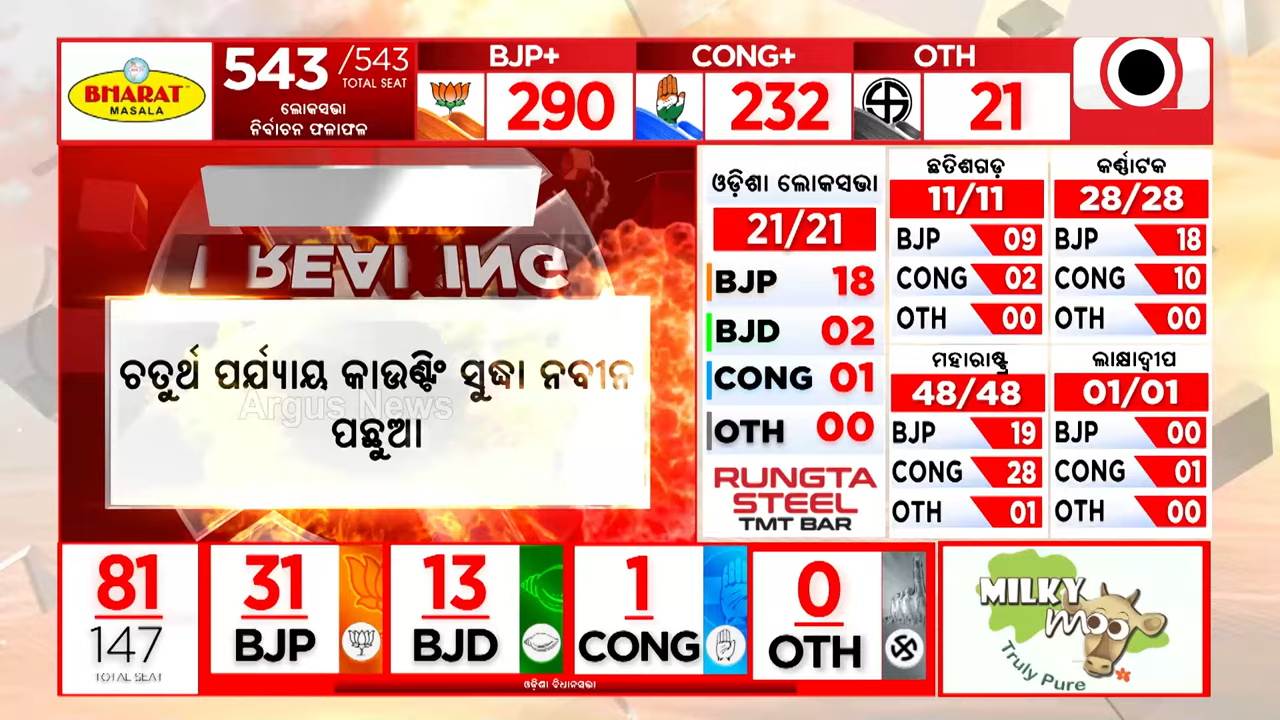 BHARAT
MASALA
543 /543
TOTAL SEAT
ଲୋକସଭା
ନିର୍ବାଚନ ଫଳାଫଳ
BJP+
290
CONG+
232
OTH
21
ଚତୁର୍ଥ ପର୍ଯ୍ୟାୟ କାଉଣ୍ଟିଂ ସୁଦ୍ଧା ନବୀନ
ପଛୁଆ
Argus News
ଓଡ଼ିଶା ଲୋକସଭା
21/21
BJP 18
BJD 02
CONG 01
OTH 00
RUNGTA
STEEL
TMT BAR
ଛତିଶଗଡ଼
11/11
BJP 09
CONG 02
OTH 00
କର୍ଣ୍ଣାଟକ
28/28
BJP 18
CONG 10
OTH 00
ମହାରାଷ୍ଟ୍ର
48/48
BJP 19
CONG 28
OTH 01
ଲାକ୍ଷାଦ୍ୱୀପ
01/01
BJP 00
CONG 01
OTH 00
81
147
TOTAL SEAT
31
BJP
13
BJD
1
CONG
0
OTH
ଓଡ଼ିଶା ବିଧାନସଭା
MILKY
moo
Truly Pure